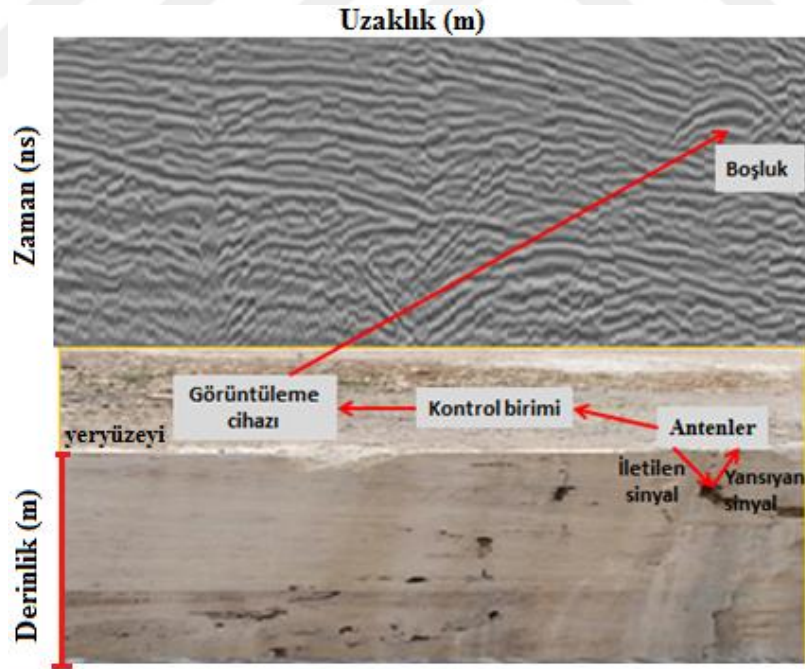 Uzaklık (m)
Zaman (ns)
Boşluk
Görüntüleme
cihazı
Kontrol birimi
Antenler
yeryüzeyi
İletilen
sinyal
Yansıyan
sinyal
Derinlik (m)